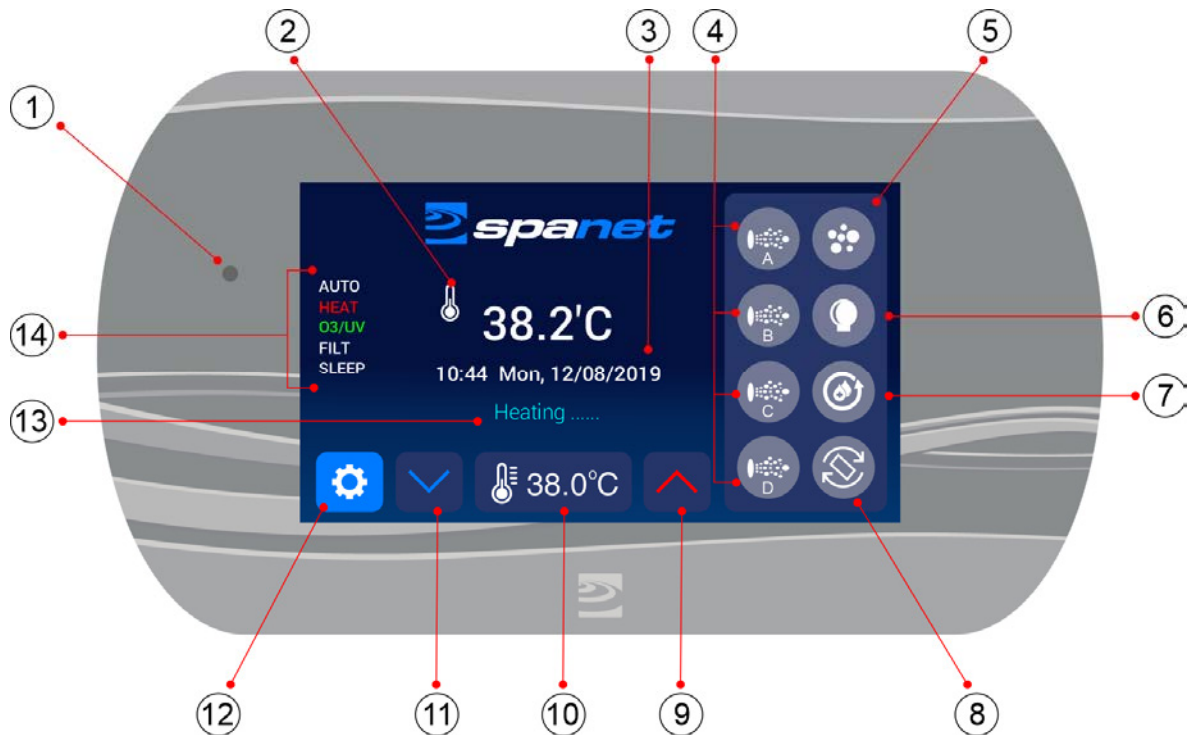 2
3
4
5
1
spanet
A
AUTO
HEAT
O3/UV
FILT
SLEEP
38.2'C
B
6
14
10:44 Mon, 12/08/2019
Heating ......
C
7
13
38.0°C
D
12
11
10
9
8